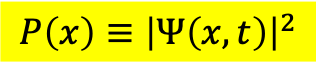 P(x) ≡ |Ψ(x, t)|²